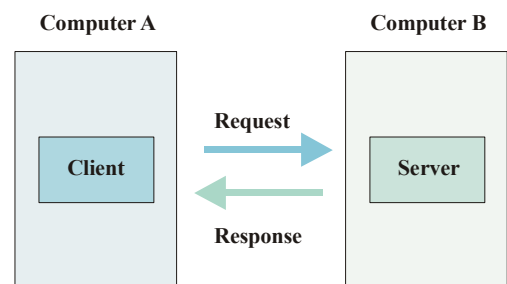 Computer A
Computer B
Request
Client
Server
Response